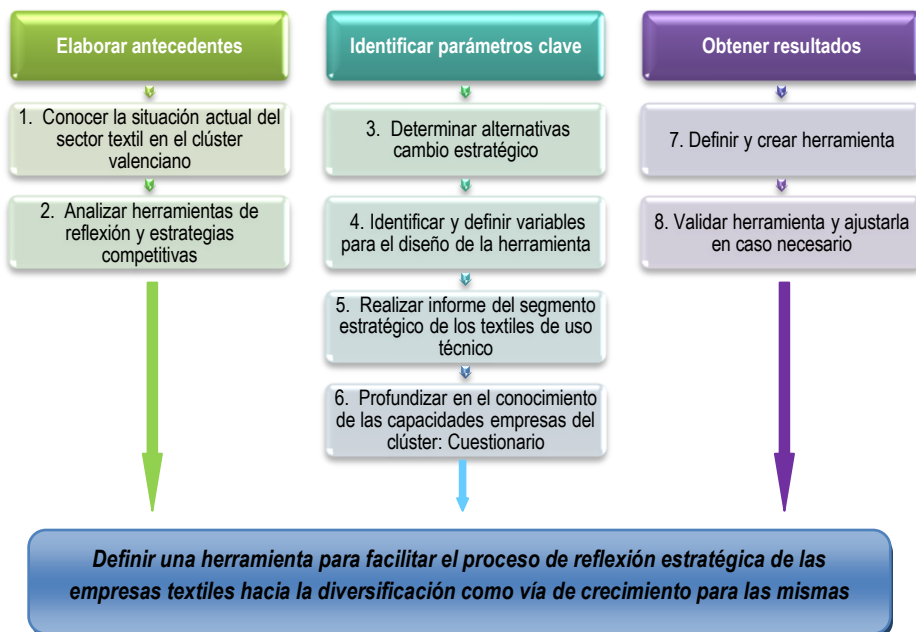 Elaborar antecedentes
1. Conocer la situación actual del
sector textil en el clúster
valenciano
2. Analizar herramientas de
reflexión y estrategias
competitivas
Identificar parámetros clave
3. Determinar alternativas
cambio estratégico
4. Identificar y definir variables
para el diseño de la herramienta
5. Realizar informe del segmento
estratégico de los textiles de uso
técnico
6. Profundizar en el conocimiento
de las capacidades empresas del
clúster: Cuestionario
Obtener resultados
7. Definir y crear herramienta
8. Validar herramienta y ajustarla
en caso necesario
Definir una herramienta para facilitar el proceso de reflexión estratégica de las
empresas textiles hacia la diversificación como vía de crecimiento para las mismas